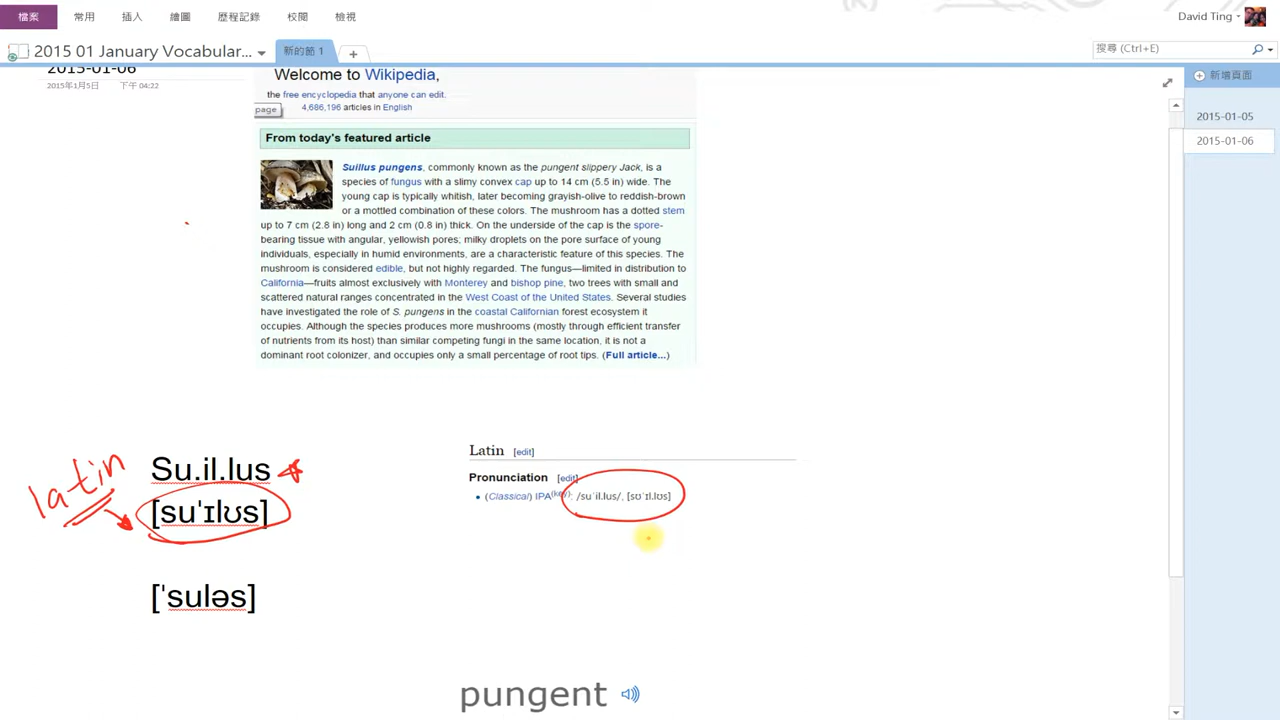 檔案 常用 插入 繪圖 歷程記錄 校閱 檢視
David Ting
2015 01 January Vocabular... 新的節 1
搜尋 (Ctrl+E)
新增頁面
2015-01-05
2015-01-06
2015-01-06
2015年1月5日 下午 04:22
Welcome to Wikipedia,
the free encyclopedia that anyone can edit.
page
4,686,196 articles in English
From today's featured article
Suillus pungens, commonly known as the pungent slippery Jack, is a
species of fungus with a slimy convex cap up to 14 cm (5.5 in) wide. The
young cap is typically whitish, later becoming grayish-olive to reddish-brown
or a mottled combination of these colors. The mushroom has a dotted stem
up to 7 cm (2.8 in) long and 2 cm (0.8 in) thick. On the underside of the cap is the spore-
bearing tissue with angular, yellowish pores; milky droplets on the pore surface of young
individuals, especially in humid environments, are a characteristic feature of this species. The
mushroom is considered edible, but not highly regarded. The fungus—limited in distribution to
California—fruits almost exclusively with Monterey and bishop pine, two trees with small and
scattered natural ranges concentrated in the West Coast of the United States. Several studies
have investigated the role of S. pungens in the coastal Californian forest ecosystem it
occupies. Although the species produces more mushrooms (mostly through efficient transfer
of nutrients from its host) than similar competing fungi in the same location, it is not a
dominant root colonizer, and occupies only a small percentage of root tips. (Full article...)
latin
Su.il.lus
[suˈɪlʊs]
[ˈsuləs]
Latin [edit]
Pronunciation [edit]
• (Classical) IPA(key): /suˈil.lus/, [sʊˈɪl.lʊs]
pungent